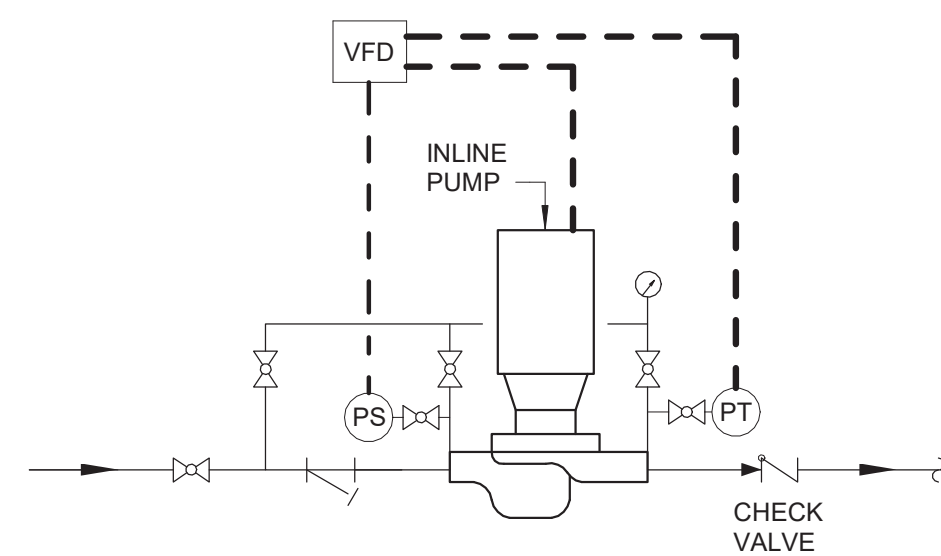 VFD
INLINE
PUMP
PS
PT
CHECK
VALVE